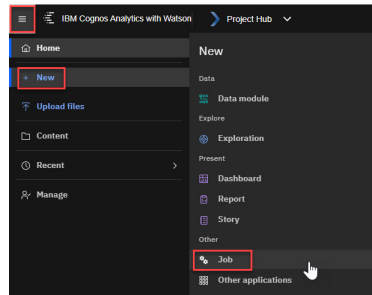 IBM Cognos Analytics with Watson
Project Hub
Home
New
Upload files
Content
Recent
Manage
New
Data
Data module
Explore
Exploration
Present
Dashboard
Report
Story
Other
Job
Other applications